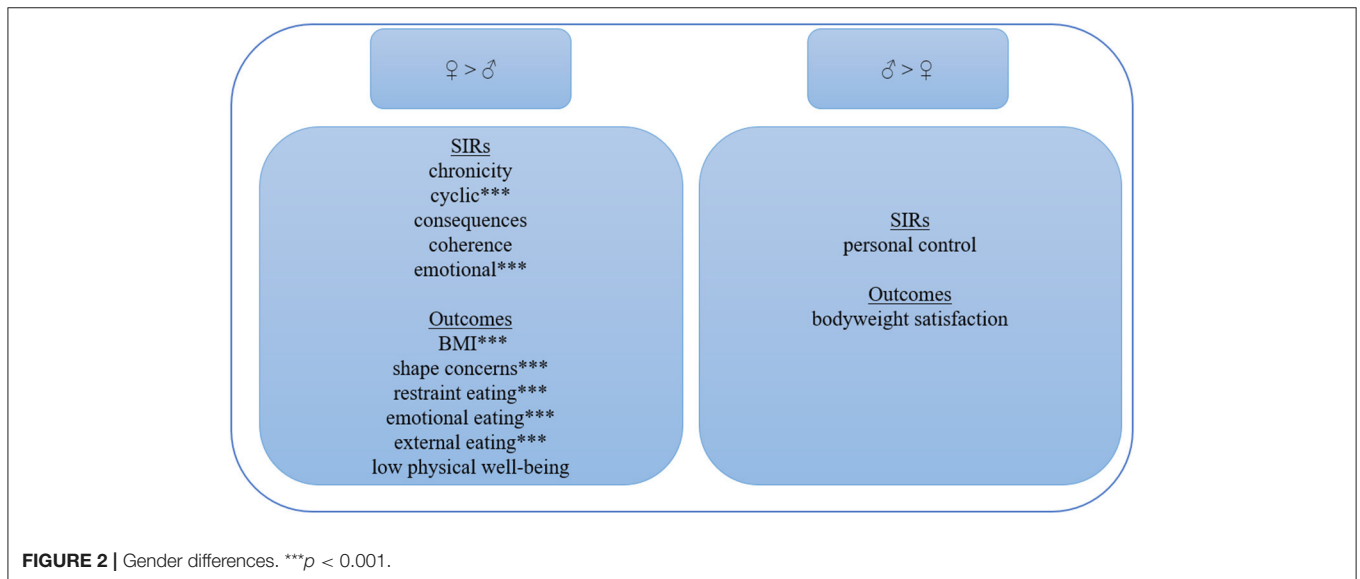 ♀ > ♂
SIRs
chronicity
cyclic***
consequences
coherence
emotional***
Outcomes
BMI***
shape concerns***
restraint eating***
emotional eating***
external eating***
low physical well-being
♂ > ♀
SIRs
personal control
Outcomes
bodyweight satisfaction
FIGURE 2 | Gender differences. ***p < 0.001.